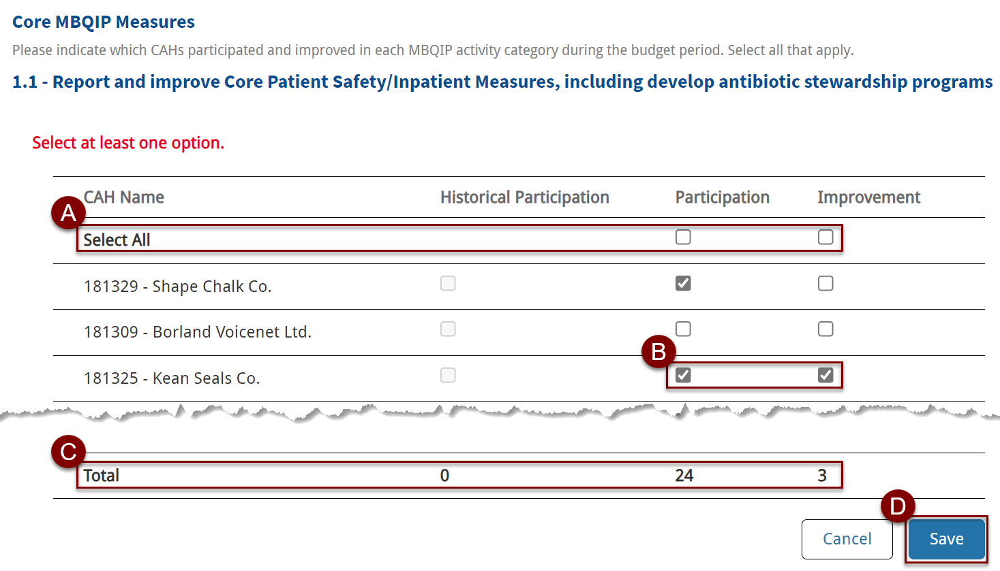 Core MBQIP Measures
Please indicate which CAHs participated and improved in each MBQIP activity category during the budget period. Select all that apply.
1.1 - Report and improve Core Patient Safety/Inpatient Measures, including develop antibiotic stewardship programs
Select at least one option.
CAH Name Historical Participation Participation Improvement
A
Select All
181329 - Shape Chalk Co.
181309 - Borland Voicenet Ltd.
B
181325 - Kean Seals Co.
C
Total 0 24 3
D
Cancel Save